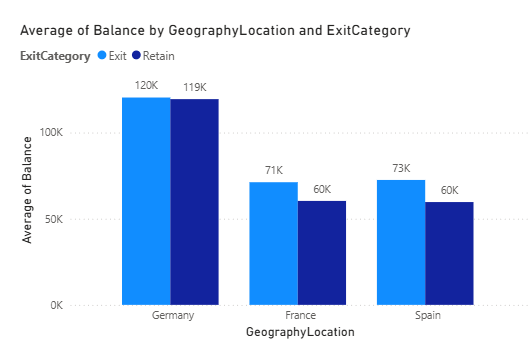 Average of Balance by GeographyLocation and ExitCategory
ExitCategory Exit Retain
120K 119K
100K
71K 60K
73K 60K
50K
0K
Germany France Spain
GeographyLocation
Average of Balance